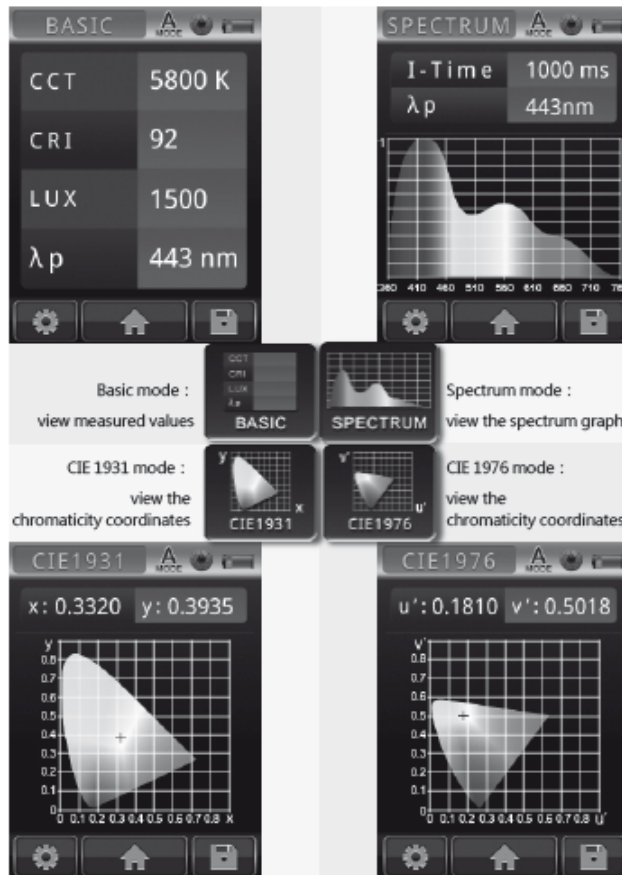 BASIC
A
MODE
CCT 5800 K
CRI 92
LUX 1500
λp 443 nm
SPECTRUM
A
MODE
I-Time 1000 ms
λp 443nm
1
360 410 460 510 560 610 660 710 76
Basic mode :
view measured values
CCT
CRI
LUX
λp
BASIC
SPECTRUM
Spectrum mode :
view the spectrum graph
CIE 1931 mode :
view the
chromaticity coordinates
y
x
CIE1931
v'
u'
CIE1976
CIE 1976 mode :
view the
chromaticity coordinates
CIE1931
A
MODE
x: 0.3320 y: 0.3935
y
0.8
0.7
0.6
0.5
0.4
0.3
0.2
0.1
0
0 0.1 0.2 0.3 0.4 0.5 0.6 0.7 0.8 x
CIE1976
A
MODE
u′: 0.1810 v′: 0.5018
v'
0.8
0.7
0.6
0.5
0.4
0.3
0.2
0.1
0
0 0.1 0.2 0.3 0.4 0.5 0.6 0.7 0.8 u'